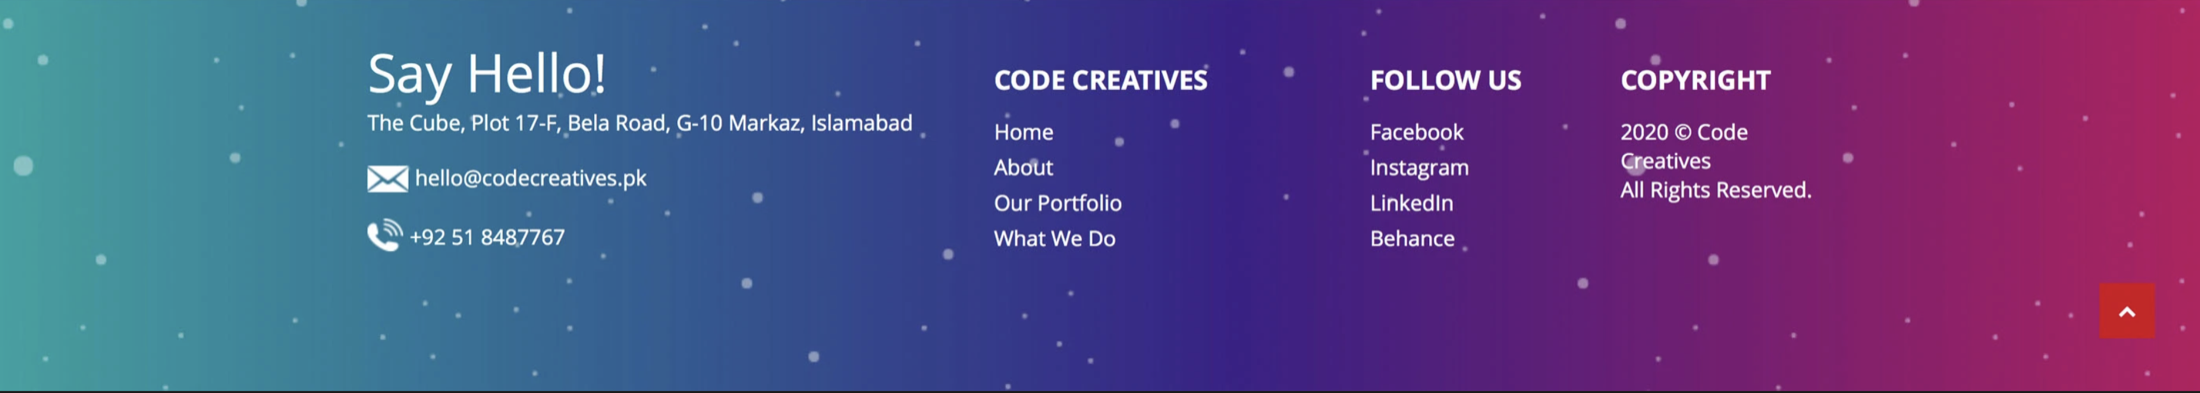 Say Hello!
The Cube, Plot 17-F, Bela Road, G-10 Markaz, Islamabad
hello@codecreatives.pk
+92 51 8487767
CODE CREATIVES
Home
About
Our Portfolio
What We Do
FOLLOW US
Facebook
Instagram
LinkedIn
Behance
COPYRIGHT
2020 © Code
Creatives
All Rights Reserved.